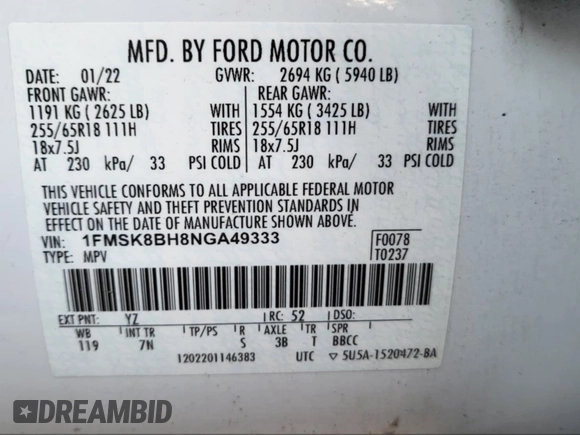 MFD. BY FORD MOTOR CO.
DATE: 01/22 GVWR: 2694 KG ( 5940 LB)
FRONT GAWR: REAR GAWR:
1191 KG ( 2625 LB) WITH 1554 KG ( 3425 LB) WITH
255/65R18 111H TIRES 255/65R18 111H TIRES
18x7.5J RIMS 18x7.5J RIMS
AT 230 kPa/ 33 PSI COLD AT 230 kPa/ 33 PSI COLD
THIS VEHICLE CONFORMS TO ALL APPLICABLE FEDERAL MOTOR
VEHICLE SAFETY AND THEFT PREVENTION STANDARDS IN
EFFECT ON THE DATE OF MANUFACTURE SHOWN ABOVE.
VIN: 1FMSK8BH8NGA49333 F0078
TYPE: MPV T0237
EXT PNT: YZ RC: 52 DSO:
WB INT TR TP/PS R AXLE TR SPR
119 7N S 3B T BBCC
1202201146383 UTC ▽ 5U5A-1520472-BA
DREAMBID